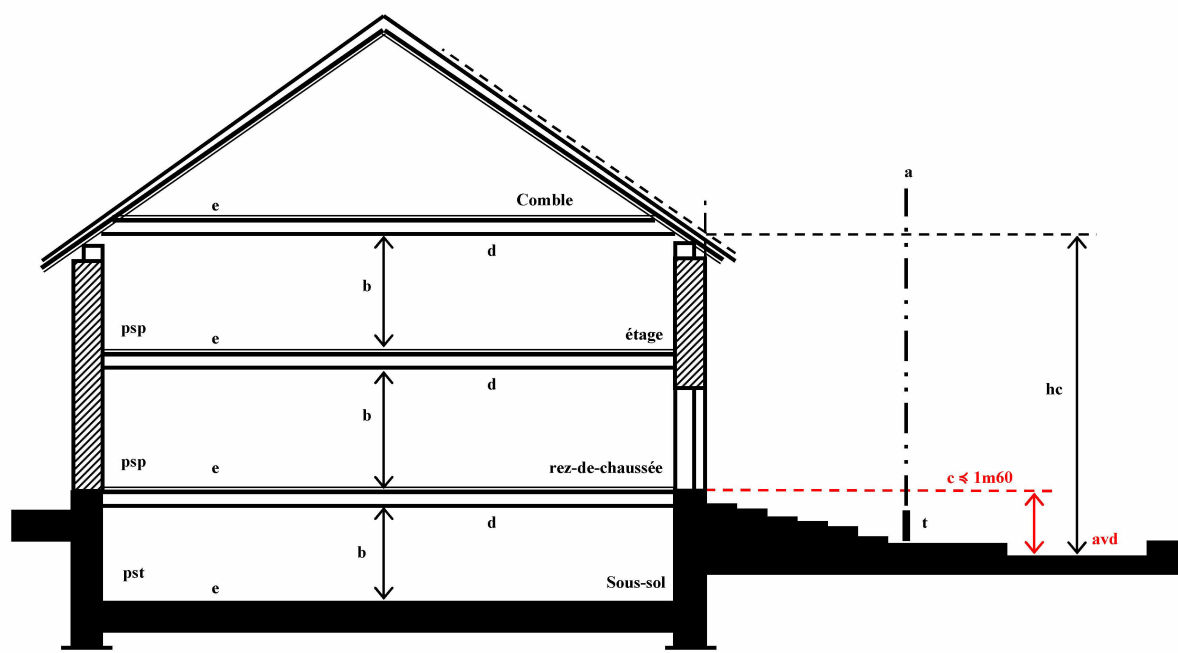 a
e Comble
d
b
hc
psp e étage
d
b
psp e rez-de-chaussée
c ⩽ 1m60
d t
b avd
pst e Sous-sol